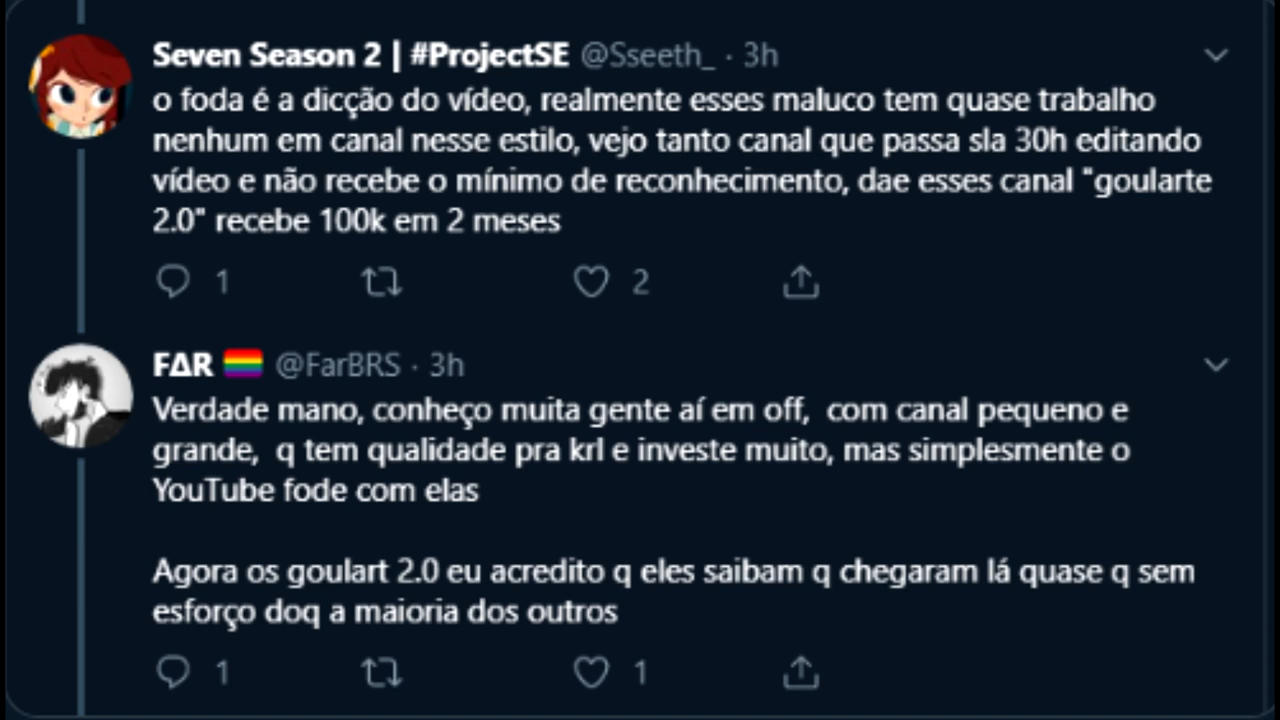 Seven Season 2 | #ProjectSE @Sseeth_ · 3h
o foda é a dicção do vídeo, realmente esses maluco tem quase trabalho
nenhum em canal nesse estilo, vejo tanto canal que passa sla 30h editando
vídeo e não recebe o mínimo de reconhecimento, dae esses canal "goularte
2.0" recebe 100k em 2 meses
1 2
FΔR 🏳️‍🌈 @FarBRS · 3h
Verdade mano, conheço muita gente aí em off, com canal pequeno e
grande, q tem qualidade pra krl e investe muito, mas simplesmente o
YouTube fode com elas
Agora os goulart 2.0 eu acredito q eles saibam q chegaram lá quase q sem
esforço doq a maioria dos outros
1 1